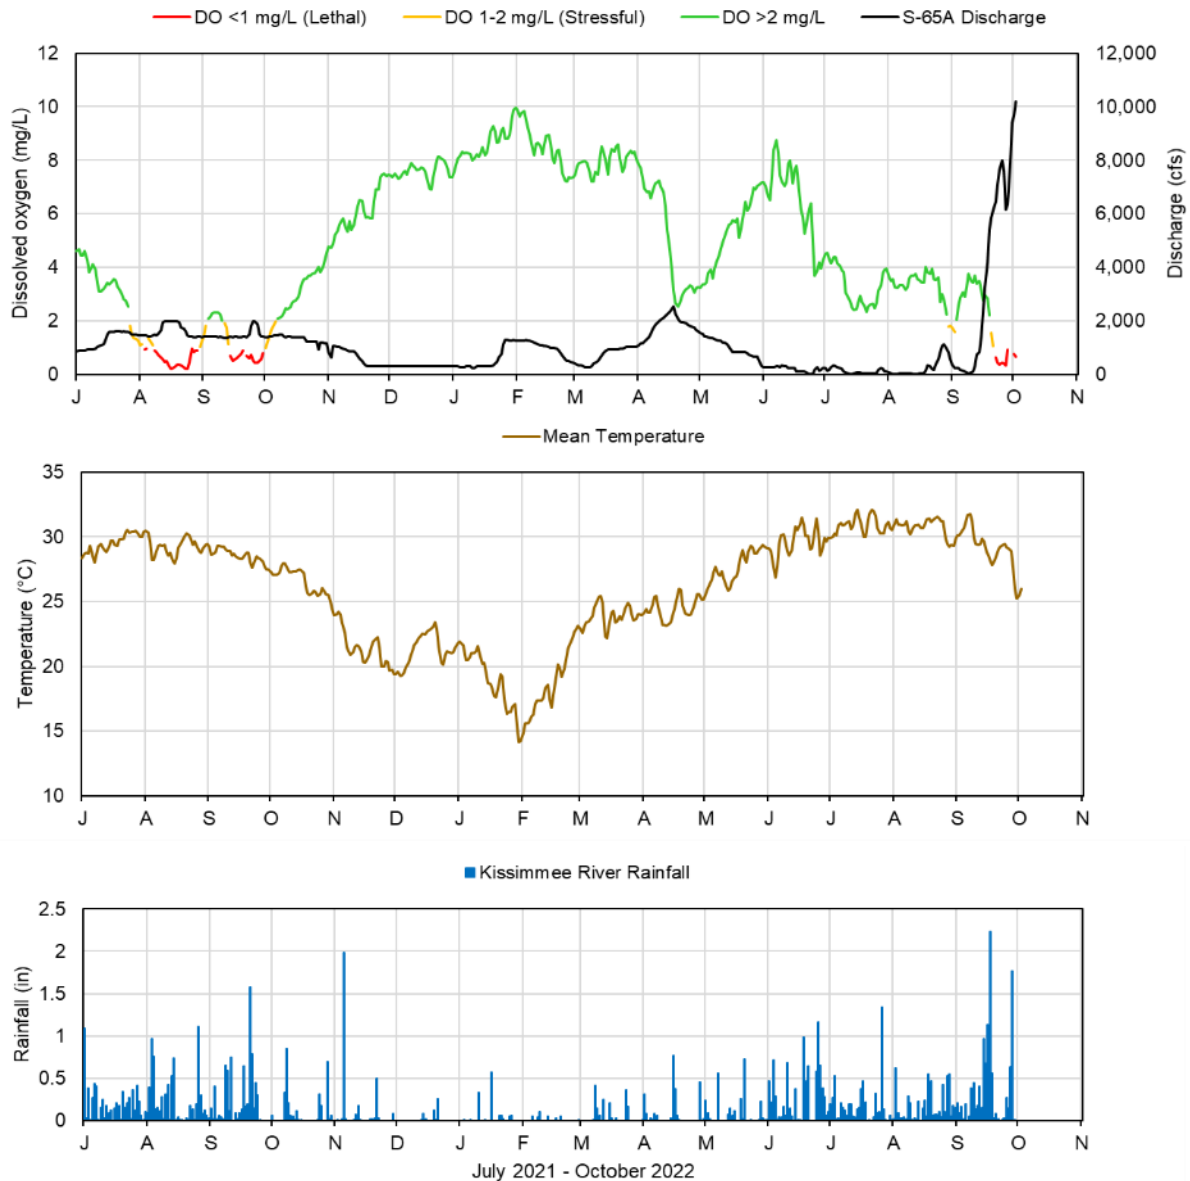 DO <1 mg/L (Lethal) DO 1-2 mg/L (Stressful) DO >2 mg/L S-65A Discharge
Dissolved oxygen (mg/L)
12
10
8
6
4
2
0
12,000
10,000
8,000
6,000
4,000
2,000
0
Discharge (cfs)
J A S O N D J F M A M J J A S O N
Mean Temperature
Temperature (°C)
35
30
25
20
15
10
J A S O N D J F M A M J J A S O N
Kissimmee River Rainfall
Rainfall (in)
2.5
2
1.5
1
0.5
0
J A S O N D J F M A M J J A S O N
July 2021 - October 2022